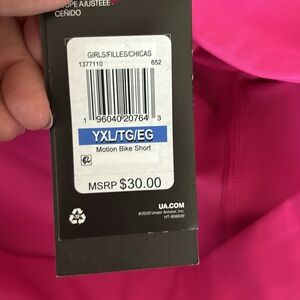 COUPE AJUSTÉE
CEÑIDO
GIRLS/FILLES/CHICAS
1377110 652
1 96040 20764 3
YXL/TG/EG
Motion Bike Short
MSRP $30.00
UA.COM
©2020 Under Armour, Inc.